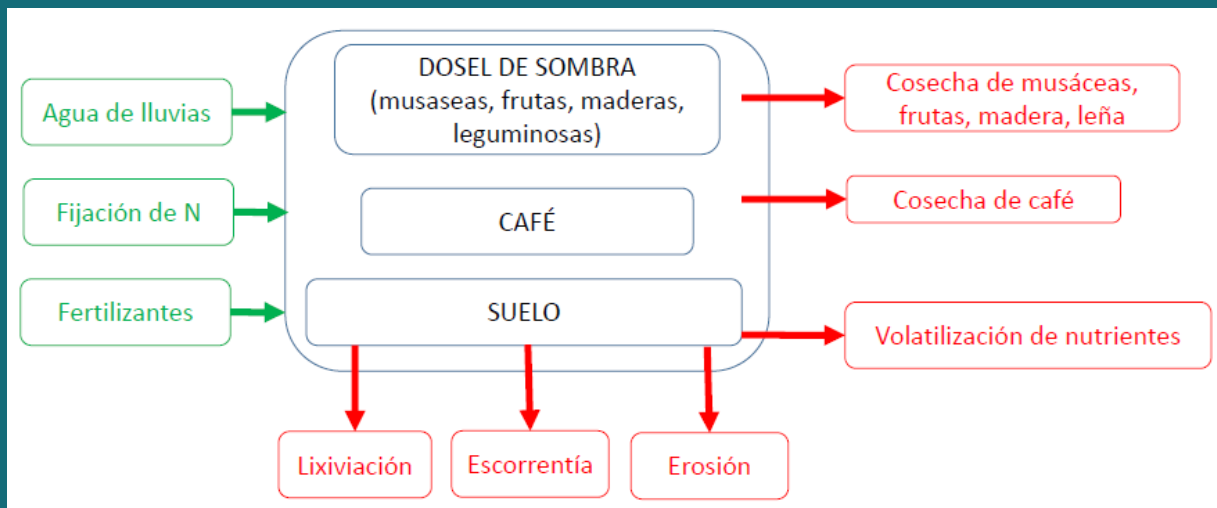 DOSEL DE SOMBRA
(musaseas, frutas, maderas,
leguminosas)
Agua de lluvias
Cosecha de musáceas,
frutas, madera, leña
Fijación de N
CAFÉ
Cosecha de café
Fertilizantes
SUELO
Volatilización de nutrientes
Lixiviación
Escorrentía
Erosión